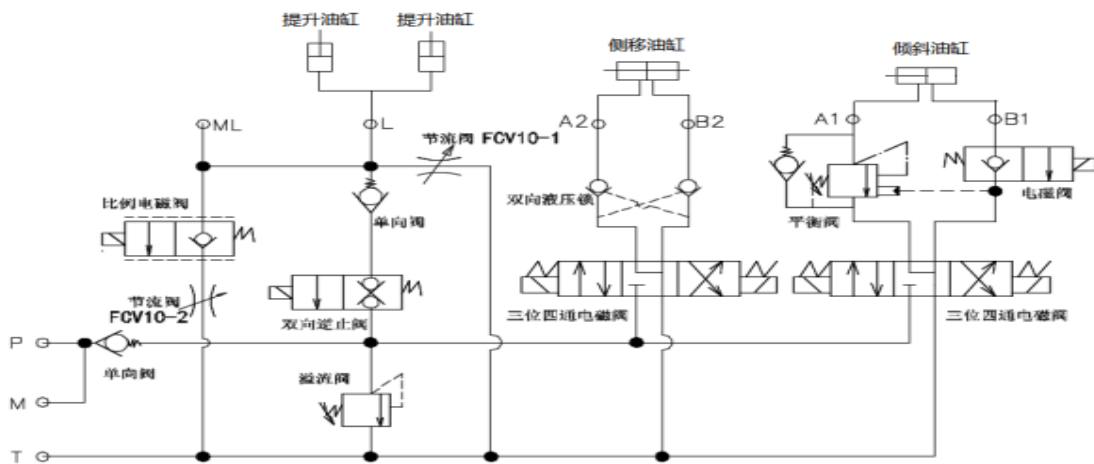 提升油缸
提升油缸
侧移油缸
倾斜油缸
ML
L
节流阀 FCV10-1
A2
B2
A1
B1
比例电磁阀
单向阀
双向液压锁
平衡阀
电磁阀
节流阀
FCV10-2
双向逆止阀
三位四通电磁阀
三位四通电磁阀
P
单向阀
溢流阀
M
T